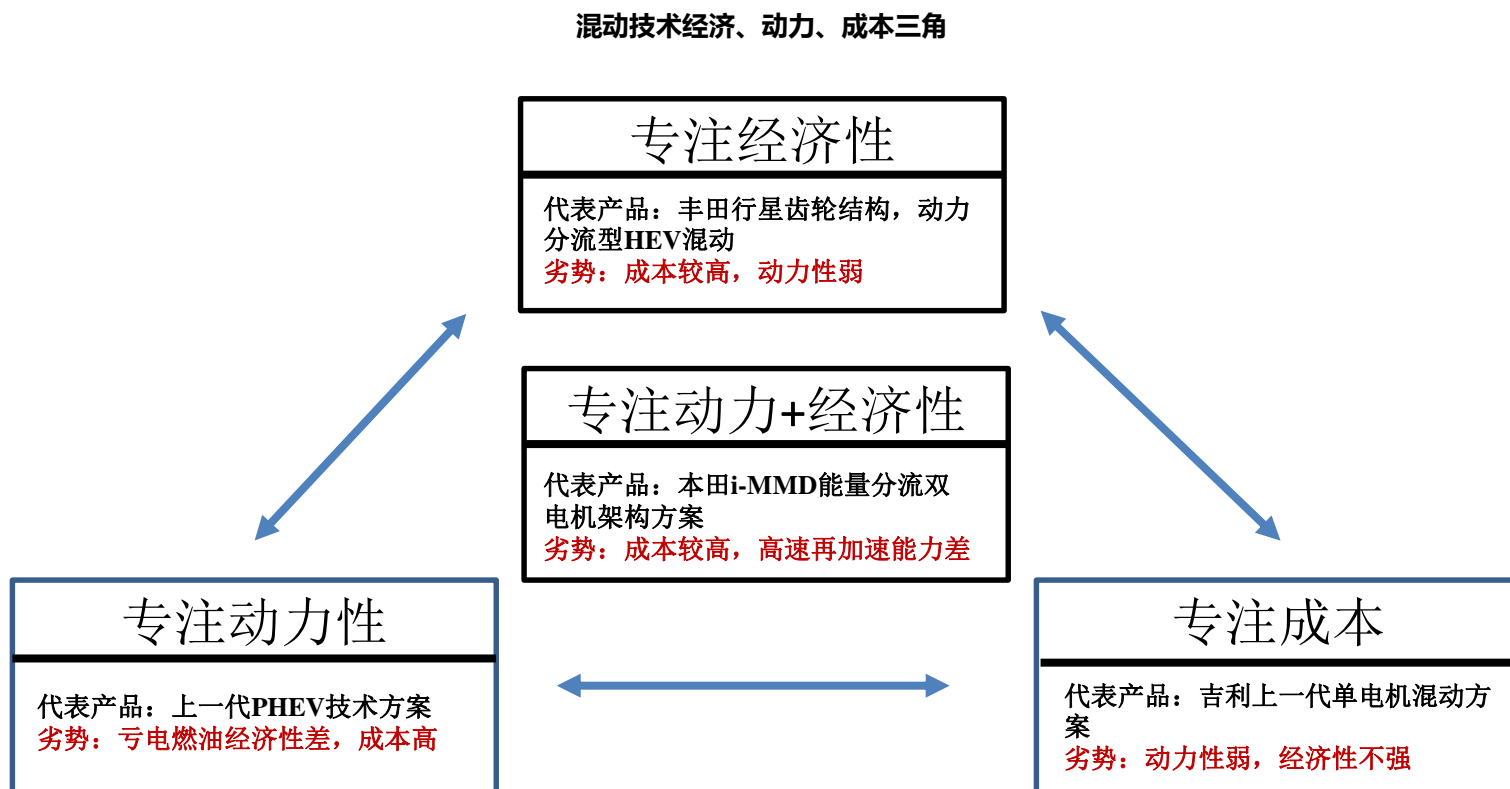 混动技术经济、动力、成本三角
专注经济性
代表产品：丰田行星齿轮结构，动力
分流型HEV混动
劣势：成本较高，动力性弱
专注动力+经济性
代表产品：本田i-MMD能量分流双
电机架构方案
劣势：成本较高，高速再加速能力差
专注动力性
代表产品：上一代PHEV技术方案
劣势：亏电燃油经济性差，成本高
专注成本
代表产品：吉利上一代单电机混动方
案
劣势：动力性弱，经济性不强